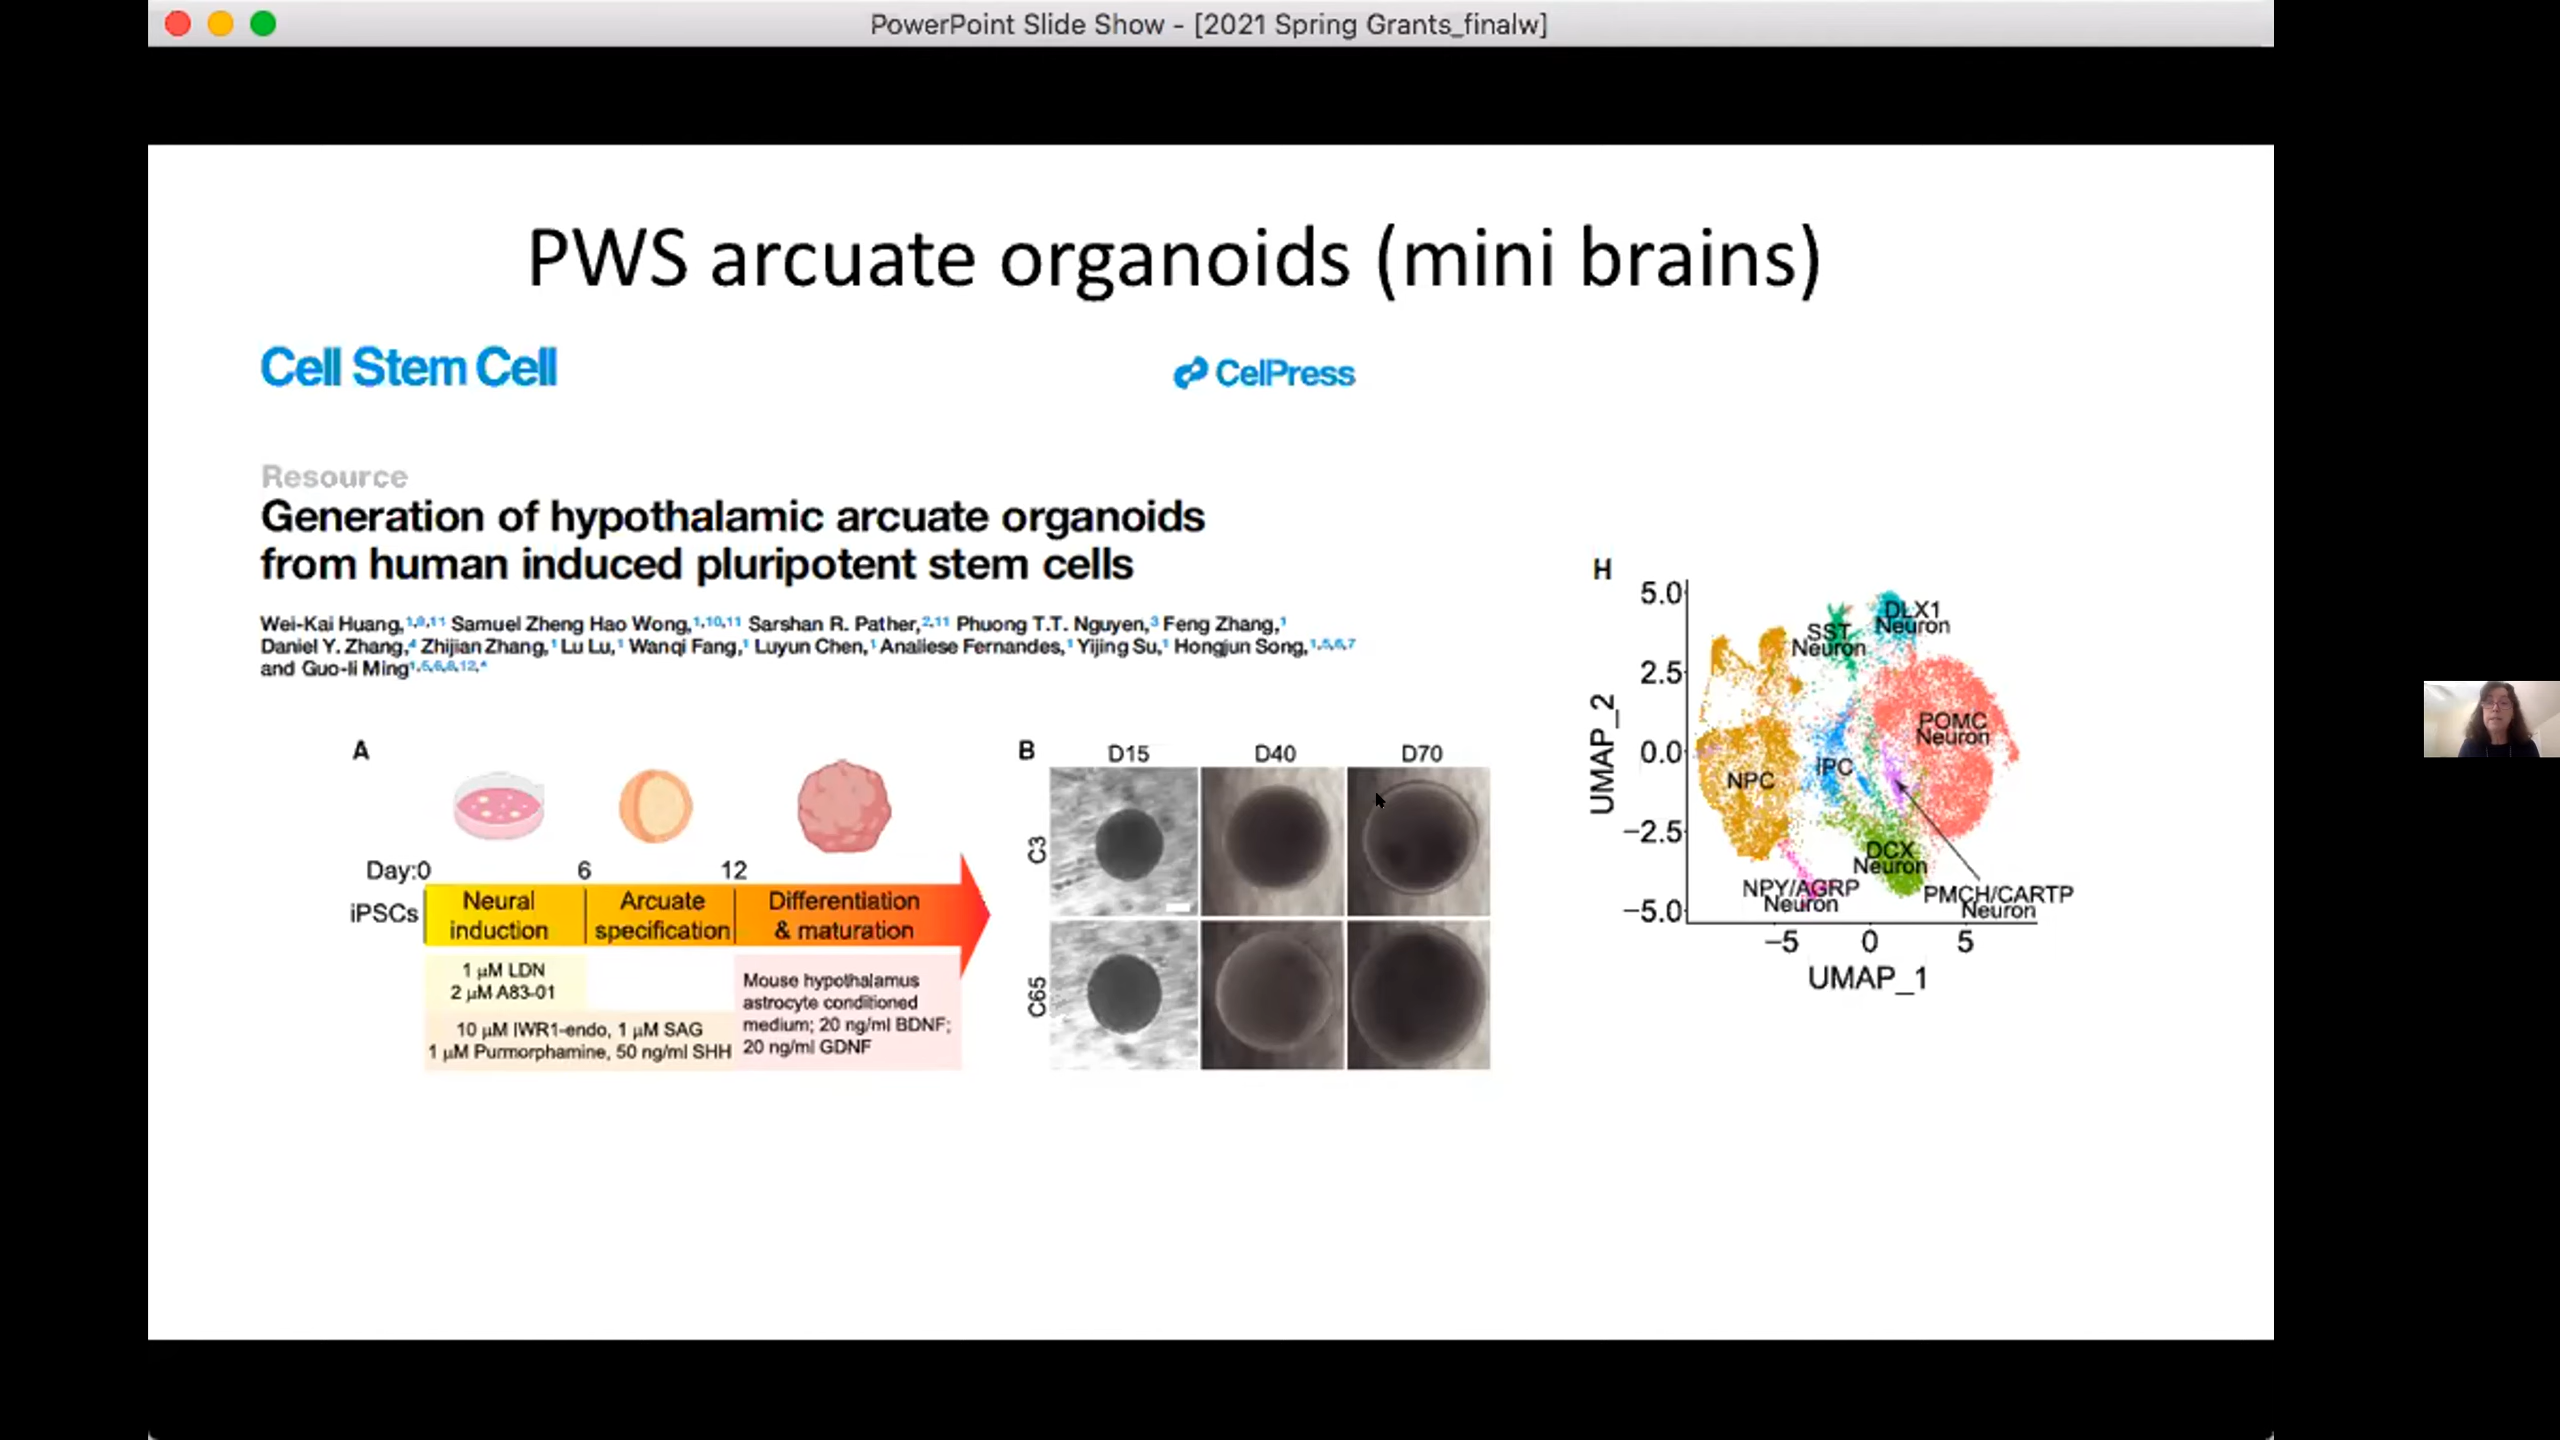 PowerPoint Slide Show - [2021 Spring Grants_finalw]
PWS arcuate organoids (mini brains)
Cell Stem Cell
CelPress
Resource
Generation of hypothalamic arcuate organoids
from human induced pluripotent stem cells
Wei-Kai Huang,1,9,11 Samuel Zheng Hao Wong,1,10,11 Sarshan R. Pather,2,11 Phuong T.T. Nguyen,3 Feng Zhang,1
Daniel Y. Zhang,4 Zhijian Zhang,1 Lu Lu,1 Wanqi Fang,1 Luyun Chen,1 Analiese Fernandes,1 Yijing Su,1 Hongjun Song,1,5,6,7
and Guo-li Ming1,5,6,8,12,*
A
Day:0 6 12
iPSCs
Neural
induction
Arcuate
specification
Differentiation
& maturation
1 µM LDN
2 µM A83-01
10 µM IWR1-endo, 1 µM SAG
1 µM Purmorphamine, 50 ng/ml SHH
Mouse hypothalamus
astrocyte conditioned
medium; 20 ng/ml BDNF;
20 ng/ml GDNF
B
D15 D40 D70
C3
C65
H
UMAP_2
5.0
2.5
0.0
−2.5
−5.0
DLX1
Neuron
SST
Neuron
POMC
Neuron
NPC
IPC
DCX
Neuron
NPY/AGRP
Neuron
PMCH/CARTP
Neuron
−5 0 5
UMAP_1